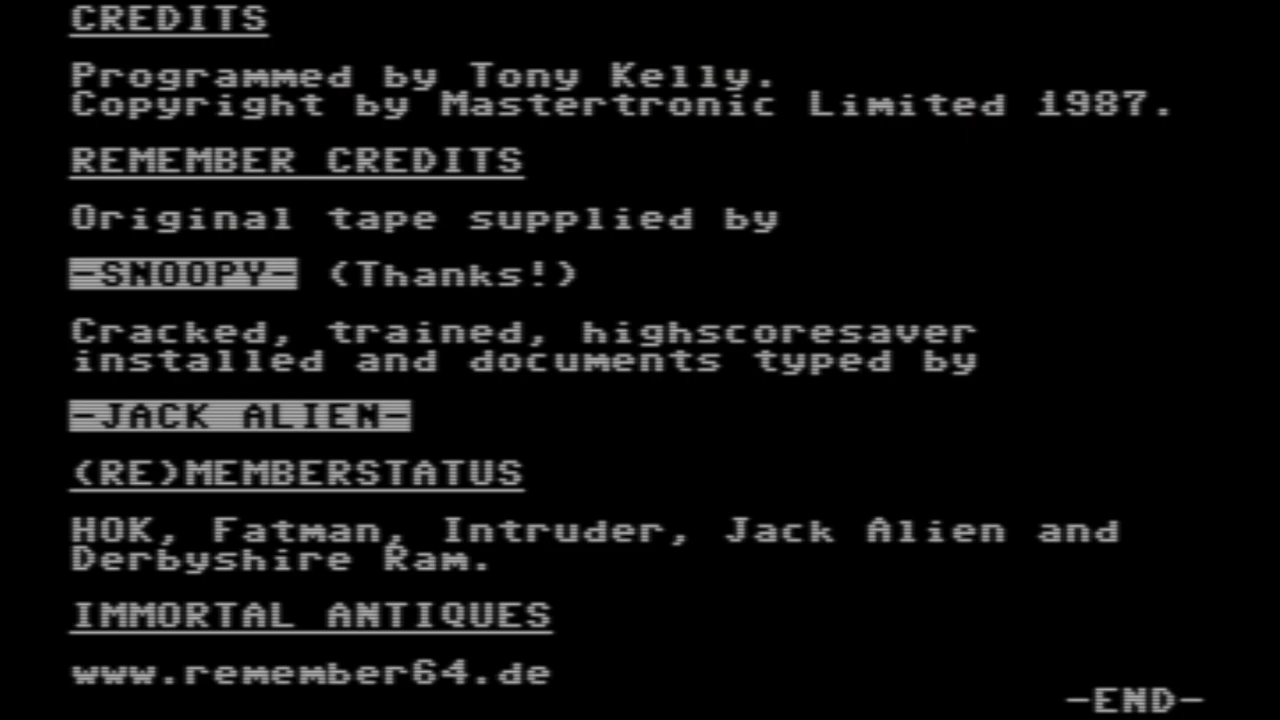 CREDITS
Programmed by Tony Kelly.
Copyright by Mastertronic Limited 1987.
REMEMBER CREDITS
Original tape supplied by
-SNOOPY- (Thanks!)
Cracked, trained, highscoresaver
installed and documents typed by
-JACK ALIEN-
(RE)MEMBERSTATUS
HOK, Fatman, Intruder, Jack Alien and
Derbyshire Ram.
IMMORTAL ANTIQUES
www.remember64.de
-END-